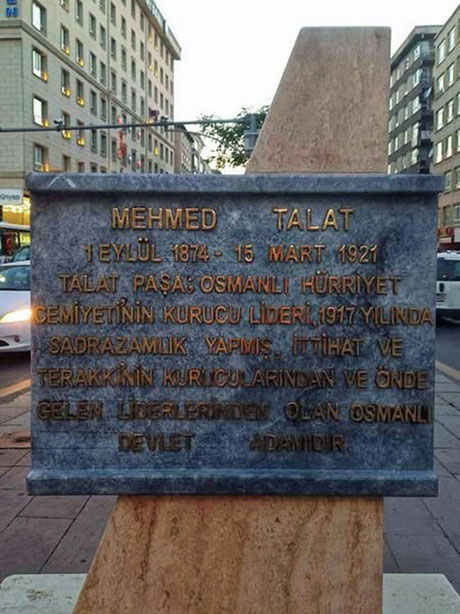 MEHMED TALAT
1 EYLÜL 1874 - 15 MART 1921
TALAT PAŞA; OSMANLI HÜRRİYET
CEMİYETİ'NİN KURUCU LİDERİ, 1917 YILINDA
SADRAZAMLIK YAPMIŞ, İTTİHAT VE
TERAKKİ'NİN KURUCULARINDAN VE ÖNDE
GELEN LİDERLERİNDEN OLAN OSMANLI
DEVLET ADAMIDIR.